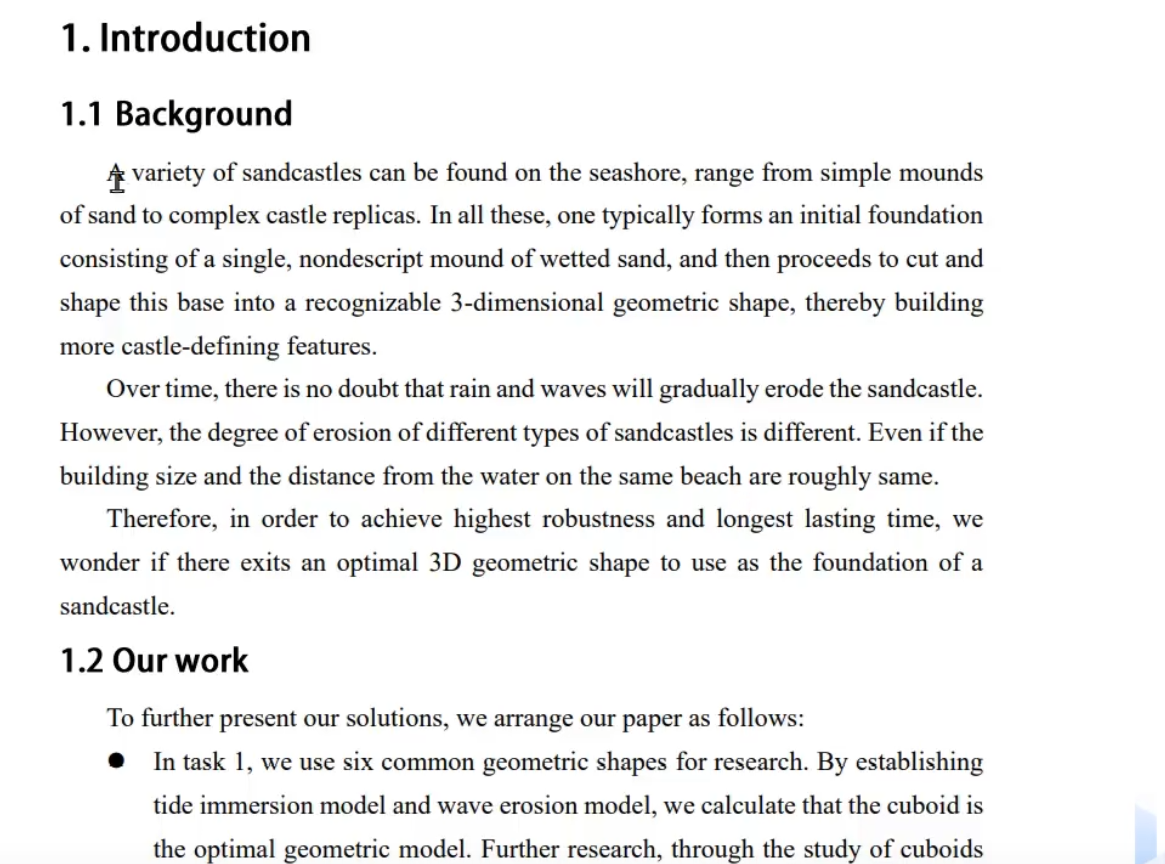 1. Introduction
1.1 Background
A variety of sandcastles can be found on the seashore, range from simple mounds
of sand to complex castle replicas. In all these, one typically forms an initial foundation
consisting of a single, nondescript mound of wetted sand, and then proceeds to cut and
shape this base into a recognizable 3-dimensional geometric shape, thereby building
more castle-defining features.
Over time, there is no doubt that rain and waves will gradually erode the sandcastle.
However, the degree of erosion of different types of sandcastles is different. Even if the
building size and the distance from the water on the same beach are roughly same.
Therefore, in order to achieve highest robustness and longest lasting time, we
wonder if there exits an optimal 3D geometric shape to use as the foundation of a
sandcastle.
1.2 Our work
To further present our solutions, we arrange our paper as follows:
● In task 1, we use six common geometric shapes for research. By establishing
tide immersion model and wave erosion model, we calculate that the cuboid is
the optimal geometric model. Further research, through the study of cuboids